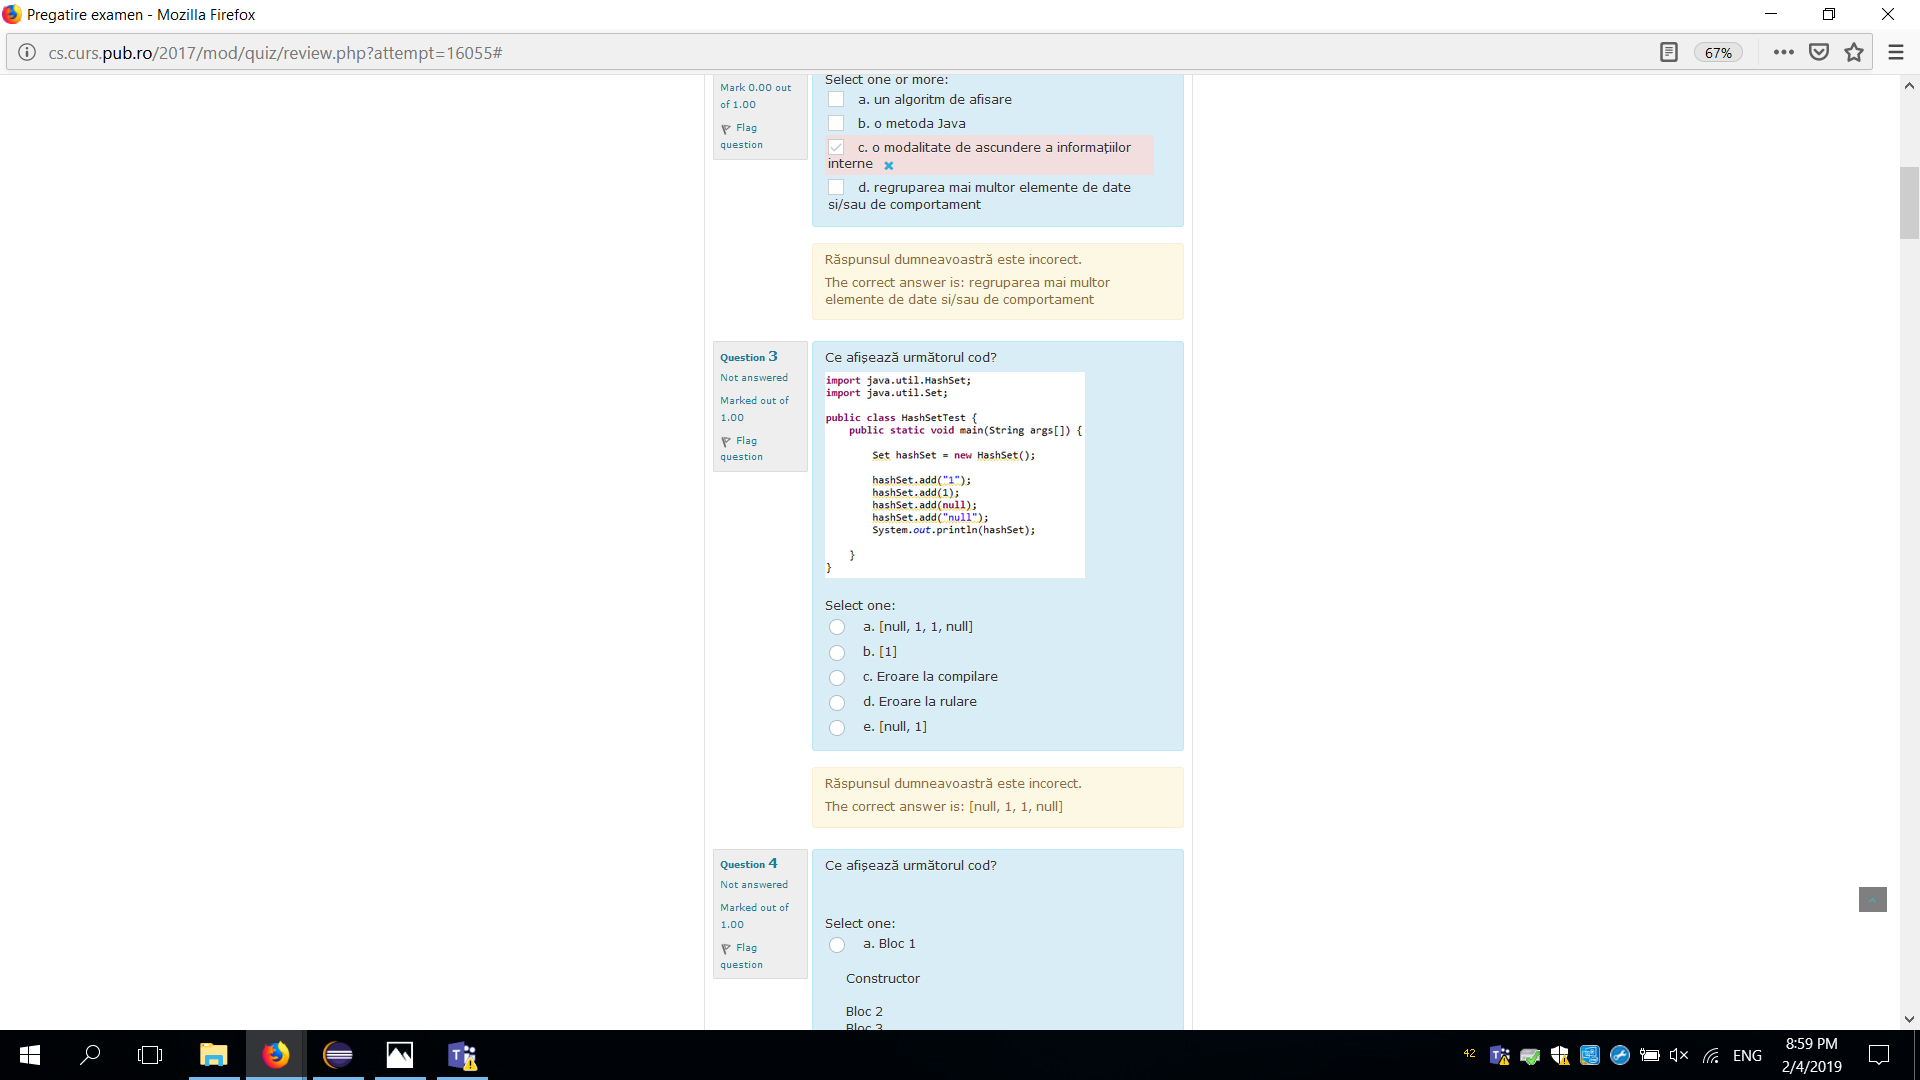 Pregatire examen - Mozilla Firefox
cs.curs.pub.ro/2017/mod/quiz/review.php?attempt=16055#
67%
Mark 0.00 out
of 1.00
Flag
question
Select one or more:
a. un algoritm de afisare
b. o metoda Java
c. o modalitate de ascundere a informațiilor
interne
d. regruparea mai multor elemente de date
si/sau de comportament
Răspunsul dumneavoastră este incorect.
The correct answer is: regruparea mai multor
elemente de date si/sau de comportament
Question 3
Not answered
Marked out of
1.00
Flag
question
Ce afișează următorul cod?
import java.util.HashSet;
import java.util.Set;
public class HashSetTest {
public static void main(String args[]) {
Set hashSet = new HashSet();
hashSet.add("1");
hashSet.add(1);
hashSet.add(null);
hashSet.add("null");
System.out.println(hashSet);
}
}
Select one:
a. [null, 1, 1, null]
b. [1]
c. Eroare la compilare
d. Eroare la rulare
e. [null, 1]
Răspunsul dumneavoastră este incorect.
The correct answer is: [null, 1, 1, null]
Question 4
Not answered
Marked out of
1.00
Flag
question
Ce afișează următorul cod?
Select one:
a. Bloc 1
Constructor
Bloc 2
Bloc 3
42
ENG
8:59 PM
2/4/2019